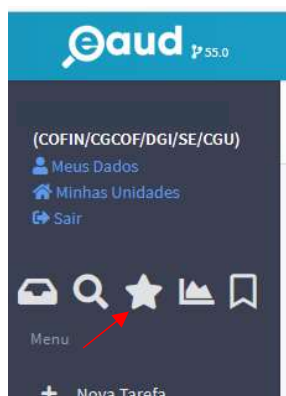 eaud 55.0
(COFIN/CGCOF/DGI/SE/CGU)
Meus Dados
Minhas Unidades
Sair
Menu
Nova Tarefa